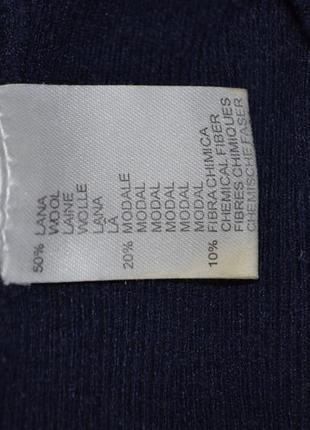 50% LANA
WOOL
LAINE
WOLLE
LANA
LÃ
20% MODALE
MODAL
MODAL
MODAL
MODAL
MODAL
10% FIBRA CHIMICA
CHEMICAL FIBER
FIBRES CHIMIQUES
CHEMISCHE FASER